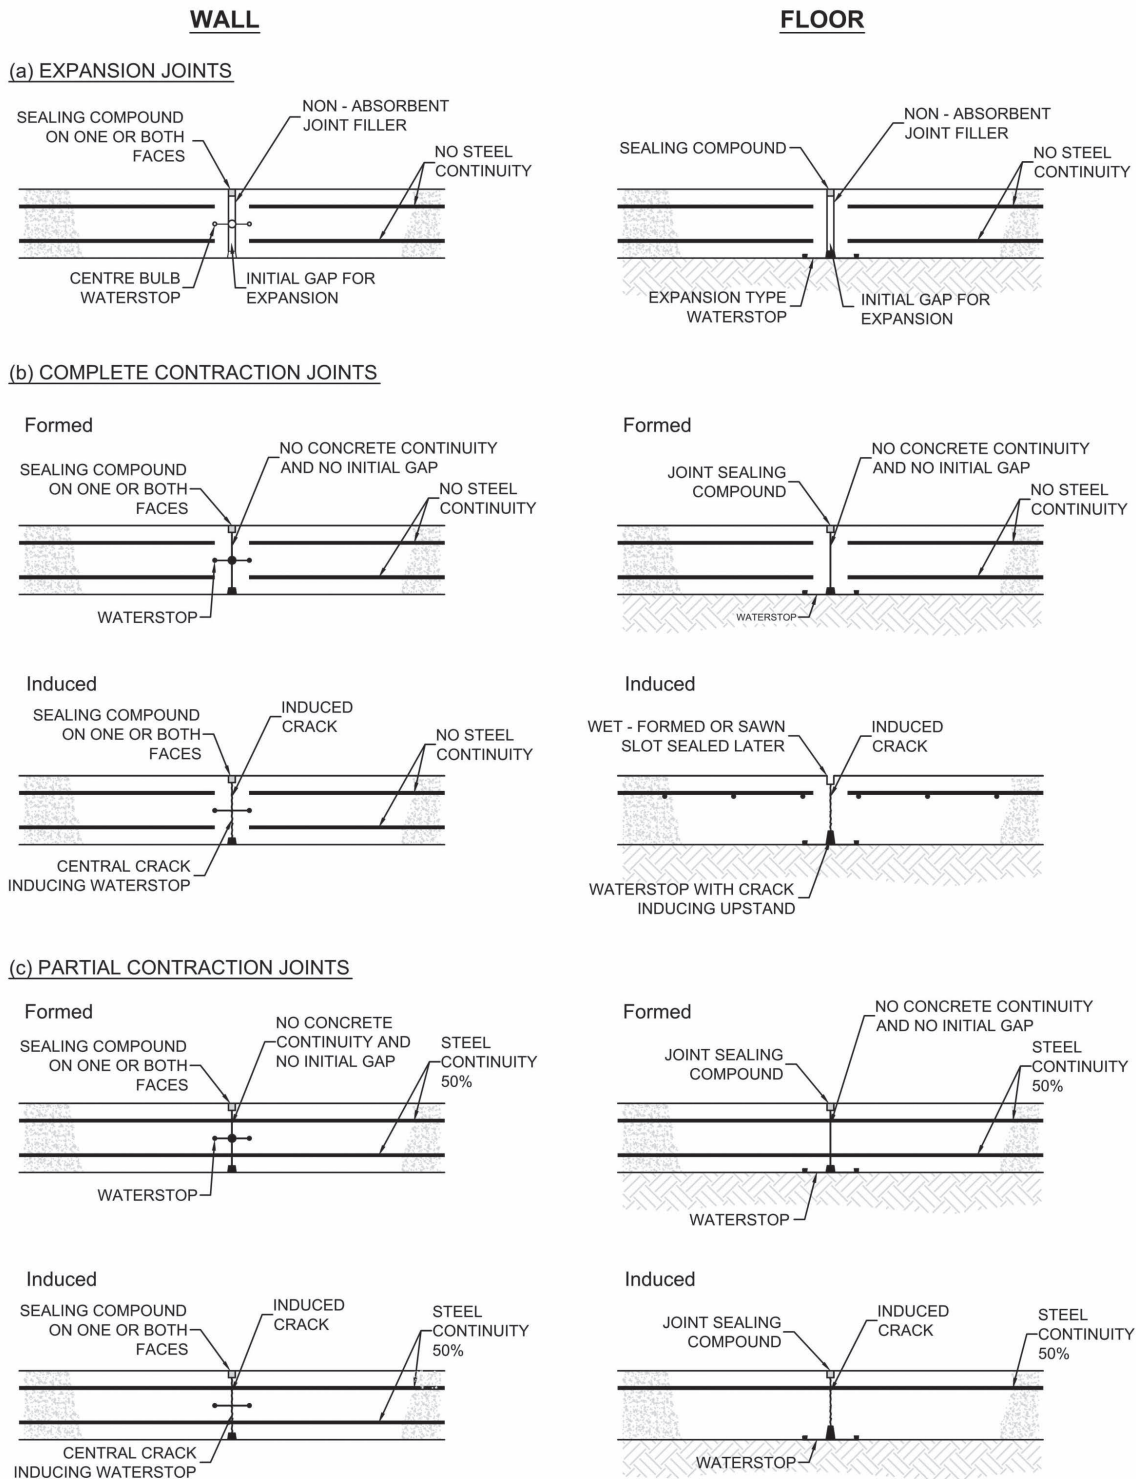 WALL
FLOOR
(a) EXPANSION JOINTS
SEALING COMPOUND
ON ONE OR BOTH
FACES
NON - ABSORBENT
JOINT FILLER
NO STEEL
CONTINUITY
CENTRE BULB
WATERSTOP
INITIAL GAP FOR
EXPANSION
SEALING COMPOUND
NON - ABSORBENT
JOINT FILLER
NO STEEL
CONTINUITY
EXPANSION TYPE
WATERSTOP
INITIAL GAP FOR
EXPANSION
(b) COMPLETE CONTRACTION JOINTS
Formed
SEALING COMPOUND
ON ONE OR BOTH
FACES
NO CONCRETE CONTINUITY
AND NO INITIAL GAP
NO STEEL
CONTINUITY
WATERSTOP
Formed
JOINT SEALING
COMPOUND
NO CONCRETE CONTINUITY
AND NO INITIAL GAP
NO STEEL
CONTINUITY
WATERSTOP
Induced
SEALING COMPOUND
ON ONE OR BOTH
FACES
INDUCED
CRACK
NO STEEL
CONTINUITY
CENTRAL CRACK
INDUCING WATERSTOP
Induced
WET - FORMED OR SAWN
SLOT SEALED LATER
INDUCED
CRACK
WATERSTOP WITH CRACK
INDUCING UPSTAND
(c) PARTIAL CONTRACTION JOINTS
Formed
SEALING COMPOUND
ON ONE OR BOTH
FACES
NO CONCRETE
CONTINUITY AND
NO INITIAL GAP
STEEL
CONTINUITY
50%
WATERSTOP
Formed
JOINT SEALING
COMPOUND
NO CONCRETE CONTINUITY
AND NO INITIAL GAP
STEEL
CONTINUITY
50%
WATERSTOP
Induced
SEALING COMPOUND
ON ONE OR BOTH
FACES
INDUCED
CRACK
STEEL
CONTINUITY
50%
CENTRAL CRACK
INDUCING WATERSTOP
Induced
JOINT SEALING
COMPOUND
INDUCED
CRACK
STEEL
CONTINUITY
50%
WATERSTOP